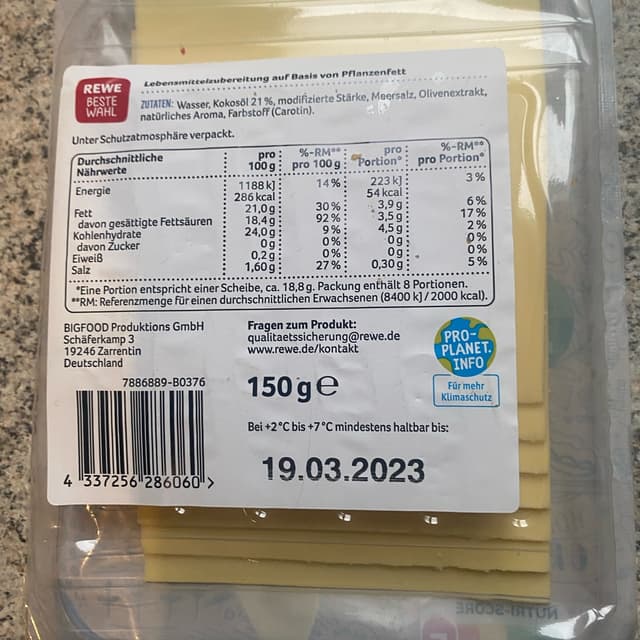 REWE
BESTE
WAHL
Lebensmittelzubereitung auf Basis von Pflanzenfett
ZUTATEN: Wasser, Kokosöl 21 %, modifizierte Stärke, Meersalz, Olivenextrakt,
natürliches Aroma, Farbstoff (Carotin).
Unter Schutzatmosphäre verpackt.
Durchschnittliche Nährwerte pro 100 g %-RM** pro 100 g pro Portion* %-RM** pro Portion*
Energie 1188 kJ 14 % 223 kJ 3 %
286 kcal 54 kcal
Fett 21,0 g 30 % 3,9 g 6 %
davon gesättigte Fettsäuren 18,4 g 92 % 3,5 g 17 %
Kohlenhydrate 24,0 g 9 % 4,5 g 2 %
davon Zucker 0 g 0 % 0 g 0 %
Eiweiß 0,2 g 0 % 0 g 0 %
Salz 1,60 g 27 % 0,30 g 5 %
*Eine Portion entspricht einer Scheibe, ca. 18,8 g. Packung enthält 8 Portionen.
**RM: Referenzmenge für einen durchschnittlichen Erwachsenen (8400 kJ / 2000 kcal).
BIGFOOD Produktions GmbH
Schäferkamp 3
19246 Zarrentin
Deutschland
Fragen zum Produkt:
qualitaetssicherung@rewe.de
www.rewe.de/kontakt
PRO-
PLANET.
INFO
Für mehr
Klimaschutz
7886889-B0376
150 g e
Bei +2°C bis +7°C mindestens haltbar bis:
19.03.2023
4 337256 286060 >
NUTRI-SCORE